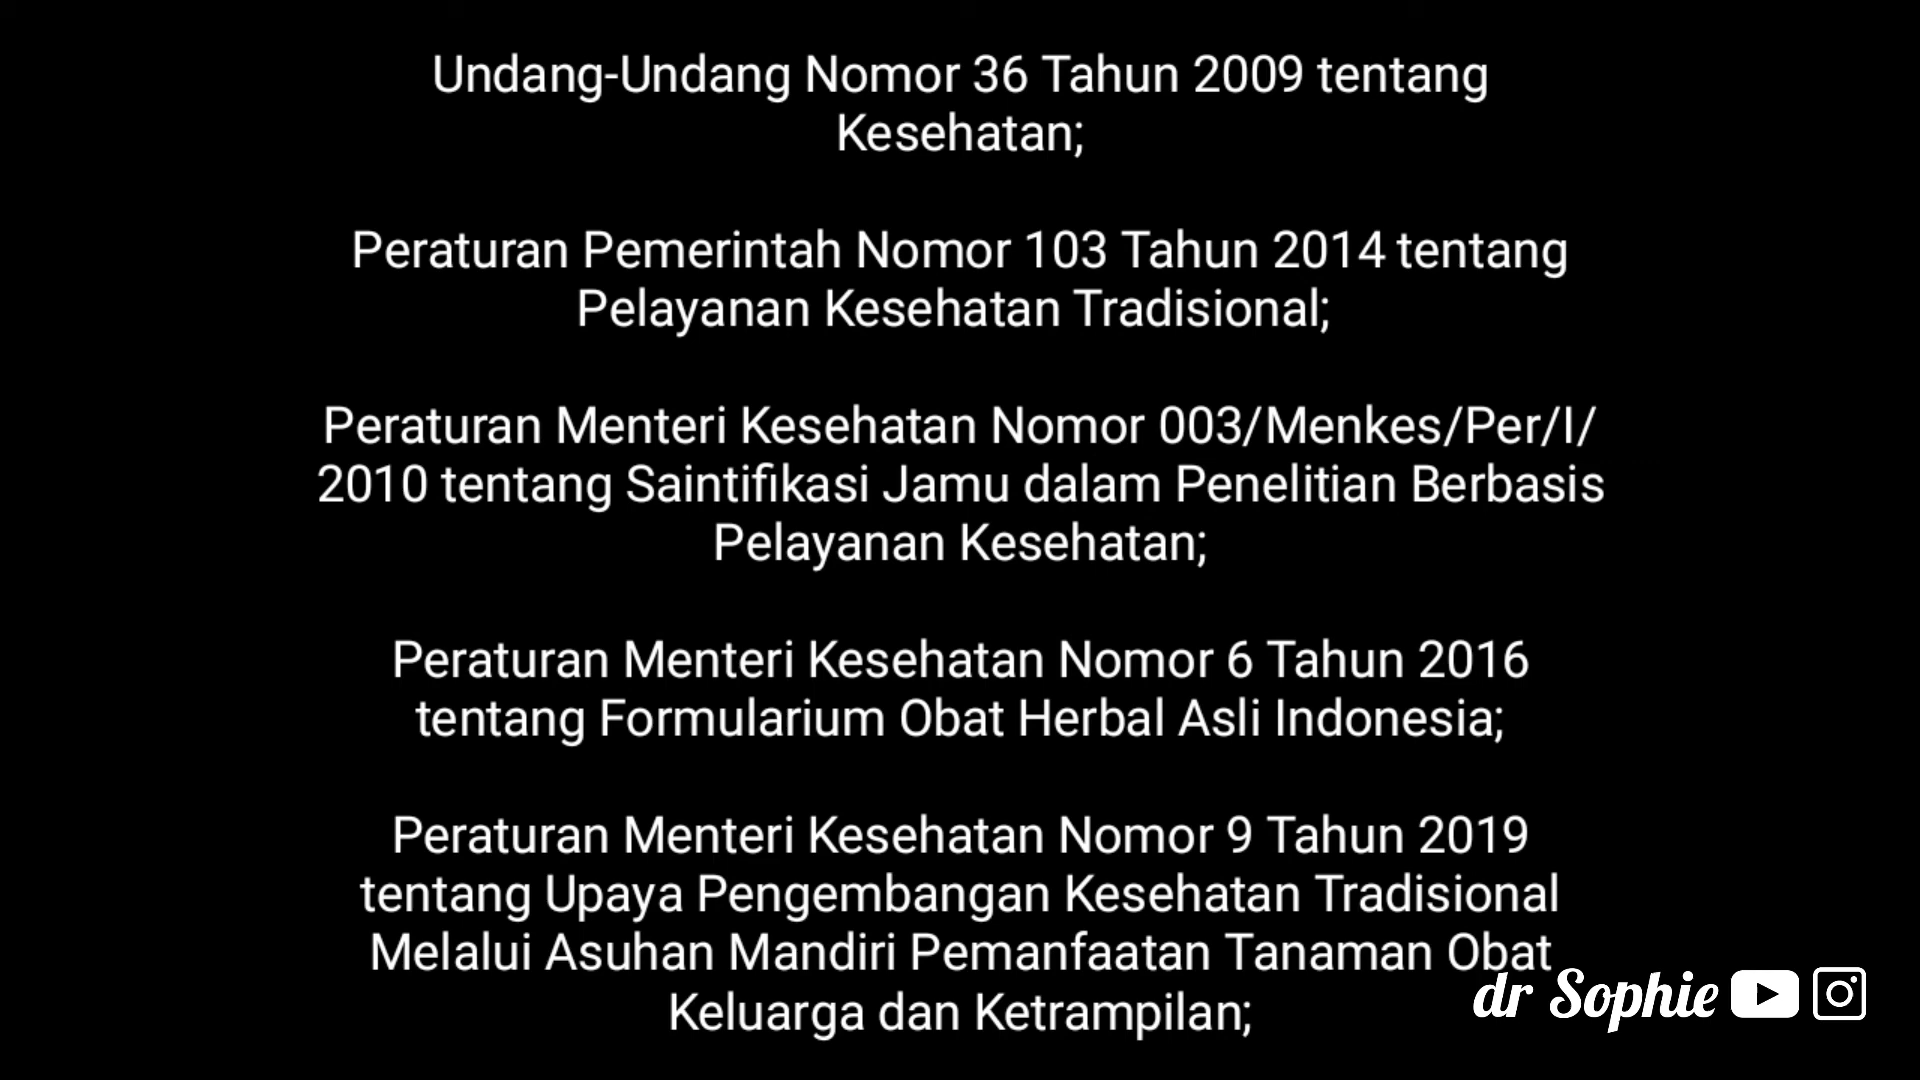 Undang-Undang Nomor 36 Tahun 2009 tentang
Kesehatan;
Peraturan Pemerintah Nomor 103 Tahun 2014 tentang
Pelayanan Kesehatan Tradisional;
Peraturan Menteri Kesehatan Nomor 003/Menkes/Per/I/
2010 tentang Saintifikasi Jamu dalam Penelitian Berbasis
Pelayanan Kesehatan;
Peraturan Menteri Kesehatan Nomor 6 Tahun 2016
tentang Formularium Obat Herbal Asli Indonesia;
Peraturan Menteri Kesehatan Nomor 9 Tahun 2019
tentang Upaya Pengembangan Kesehatan Tradisional
Melalui Asuhan Mandiri Pemanfaatan Tanaman Obat
Keluarga dan Ketrampilan;
dr Sophie